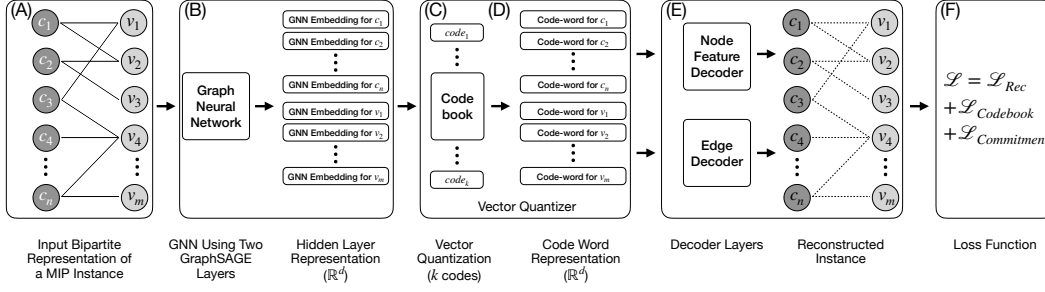 (A)
c1
c2
c3
c4
cn
v1
v2
v3
v4
vm
(B)
Graph
Neural
Network
GNN Embedding for c1
GNN Embedding for c2
GNN Embedding for cn
GNN Embedding for v1
GNN Embedding for v2
GNN Embedding for vm
(C)
code1
Code
book
codek
(D)
Code-word for c1
Code-word for c2
Code-word for cn
Code-word for v1
Code-word for v2
Code-word for vm
Vector Quantizer
(E)
Node
Feature
Decoder
Edge
Decoder
c1
c2
c3
c4
cn
v1
v2
v3
v4
vm
(F)
ℒ = ℒRec
+ℒCodebook
+ℒCommitment
Input Bipartite
Representation of
a MIP Instance
GNN Using Two
GraphSAGE
Layers
Hidden Layer
Representation
(ℝ^d)
Vector
Quantization
(k codes)
Code Word
Representation
(ℝ^d)
Decoder Layers
Reconstructed
Instance
Loss Function